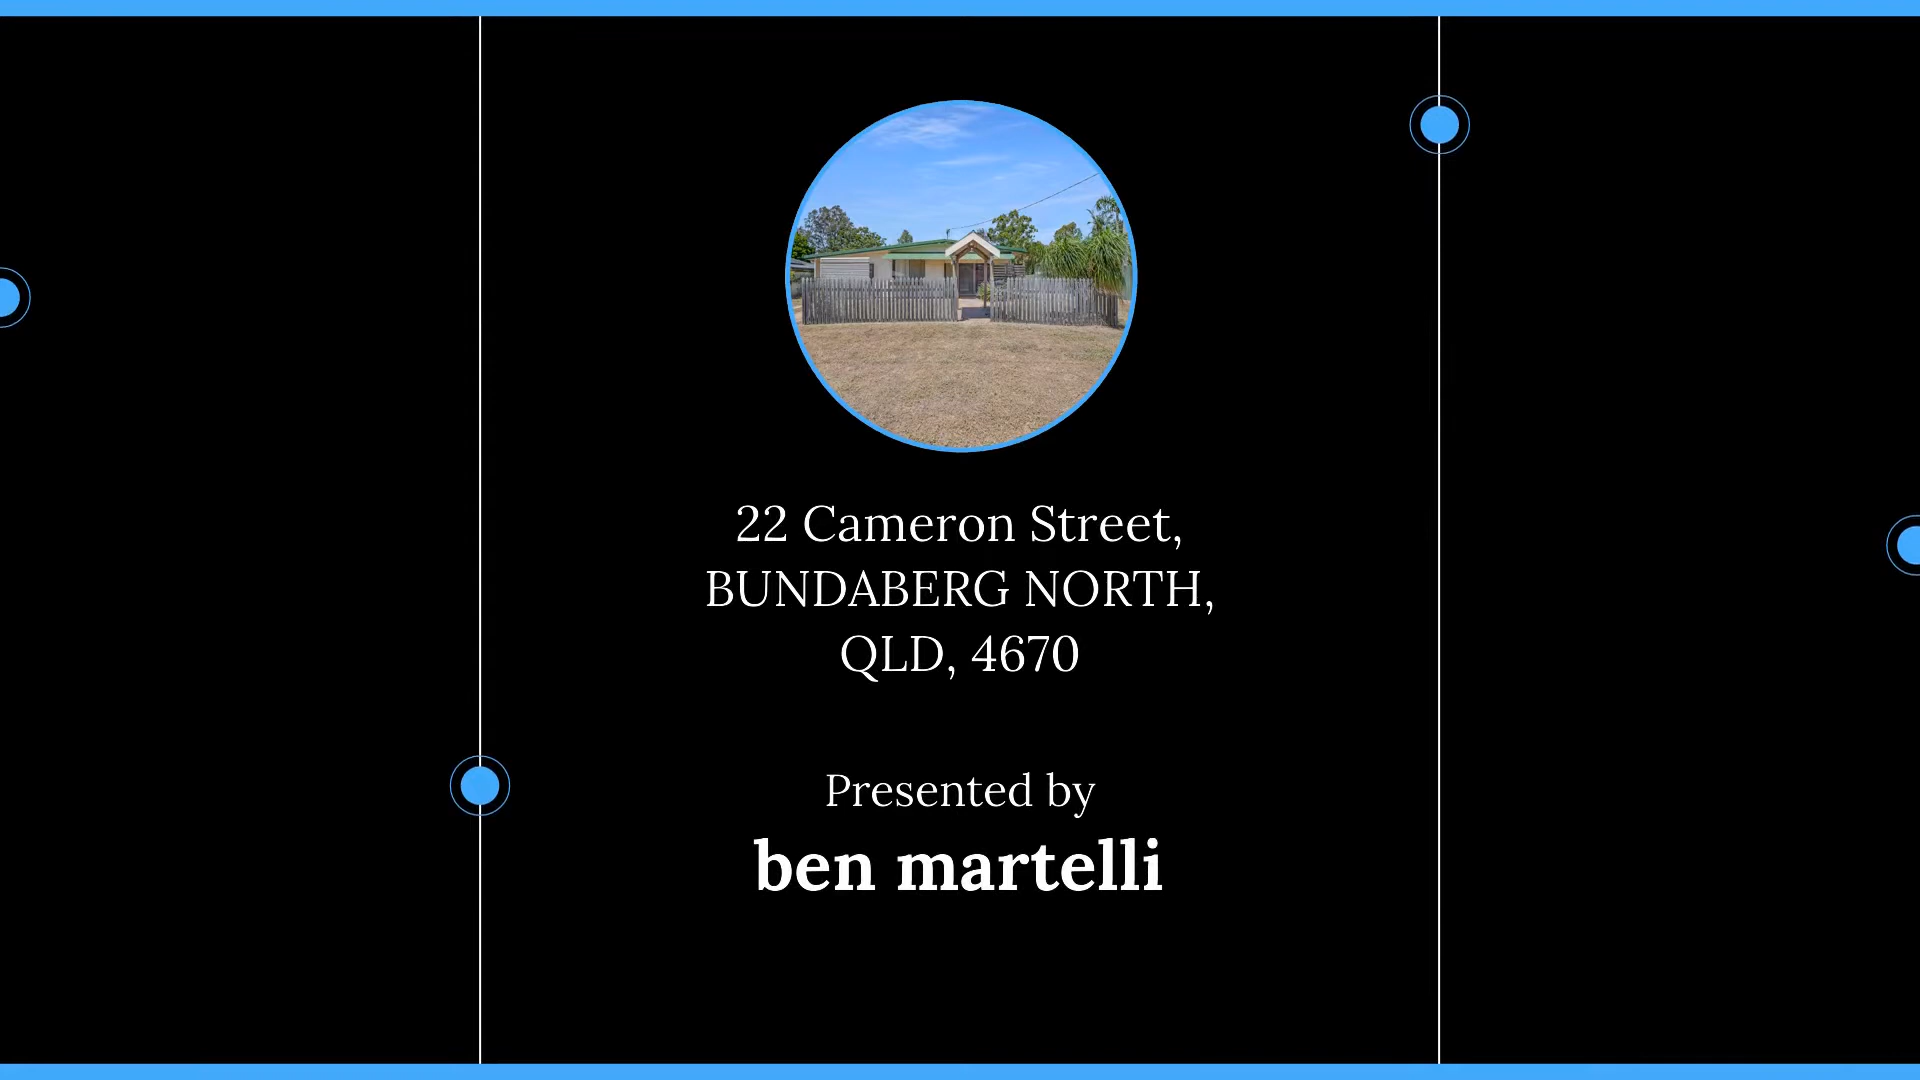 22 Cameron Street,
BUNDABERG NORTH,
QLD, 4670
Presented by
ben martelli